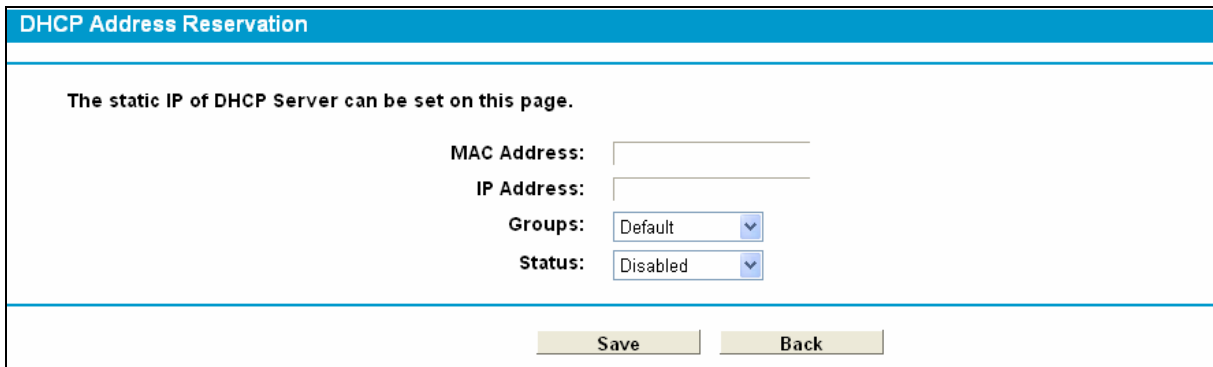 DHCP Address Reservation
The static IP of DHCP Server can be set on this page.
MAC Address:
IP Address:
Groups: Default
Status: Disabled
Save Back